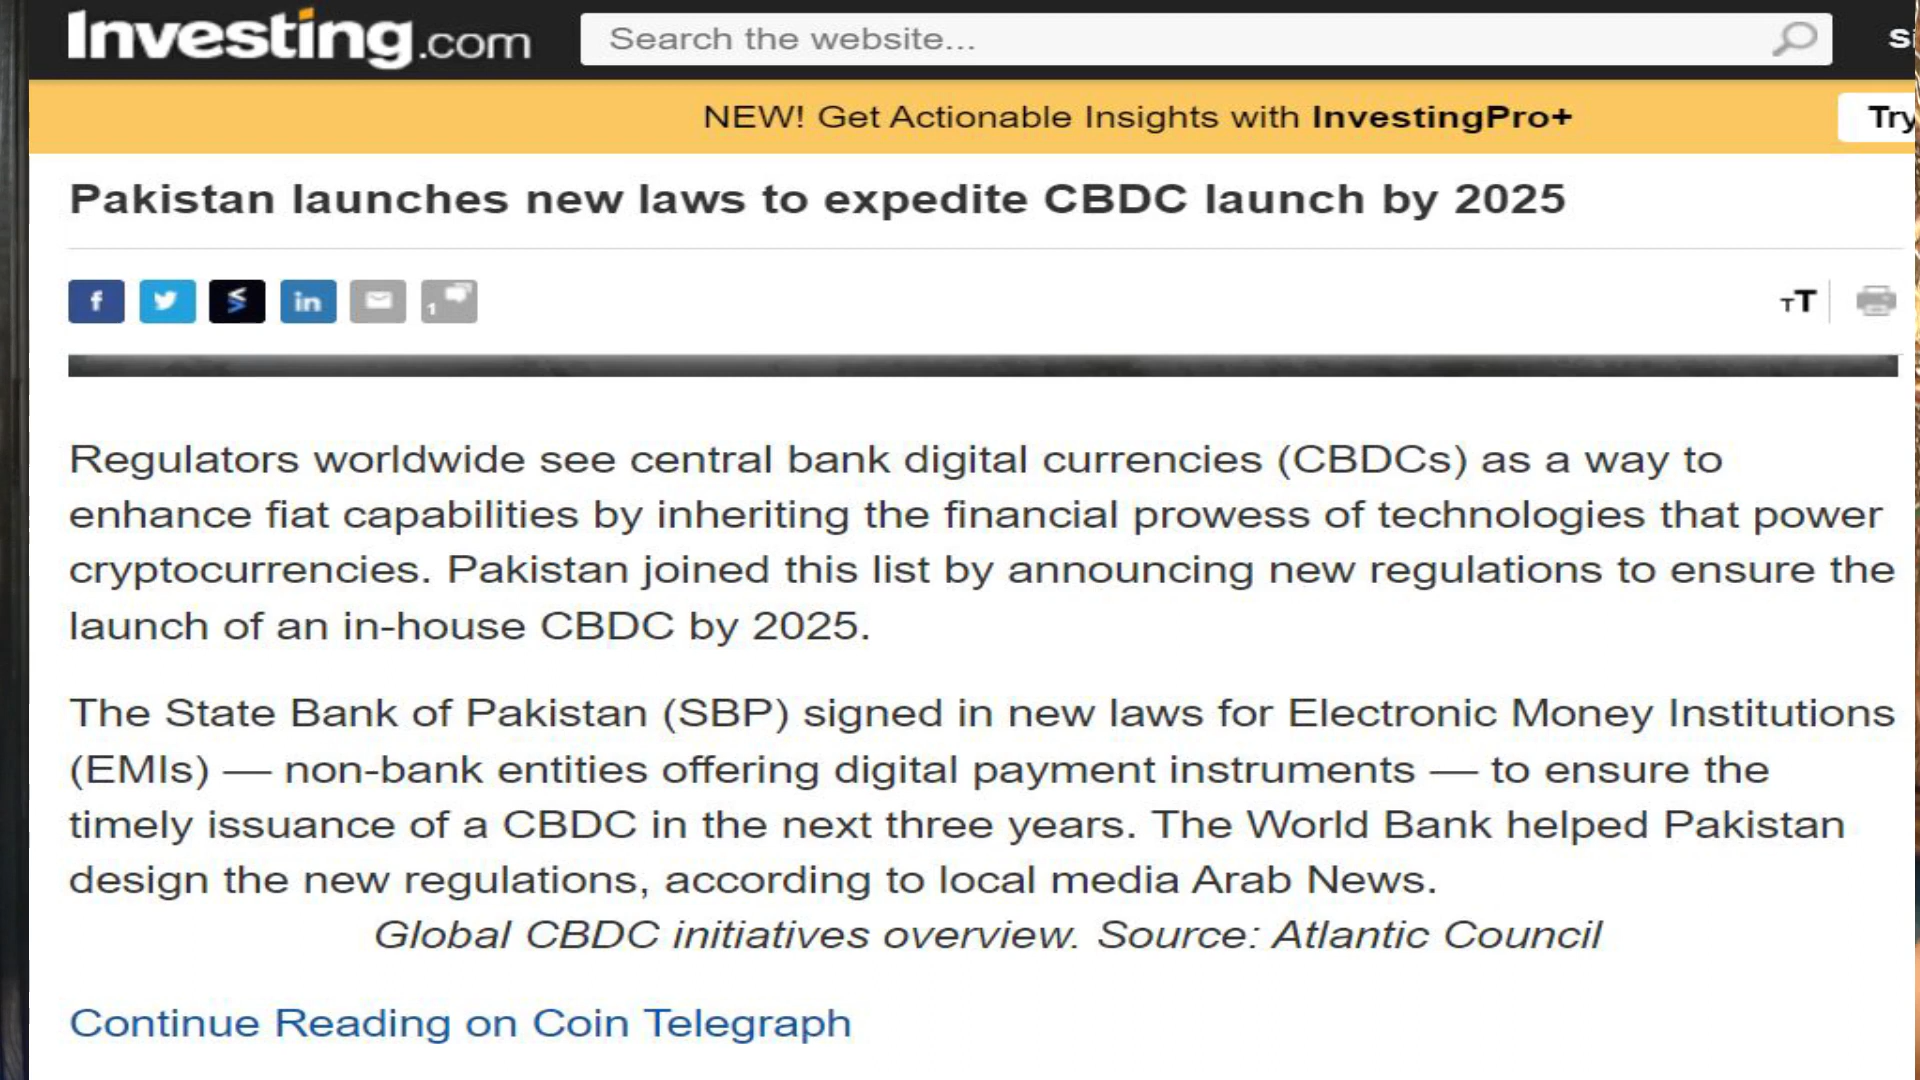 Investing.com
Search the website...
NEW! Get Actionable Insights with InvestingPro+
Try
Pakistan launches new laws to expedite CBDC launch by 2025
1
TT
Regulators worldwide see central bank digital currencies (CBDCs) as a way to
enhance fiat capabilities by inheriting the financial prowess of technologies that power
cryptocurrencies. Pakistan joined this list by announcing new regulations to ensure the
launch of an in-house CBDC by 2025.
The State Bank of Pakistan (SBP) signed in new laws for Electronic Money Institutions
(EMIs) — non-bank entities offering digital payment instruments — to ensure the
timely issuance of a CBDC in the next three years. The World Bank helped Pakistan
design the new regulations, according to local media Arab News.
Global CBDC initiatives overview. Source: Atlantic Council
Continue Reading on Coin Telegraph